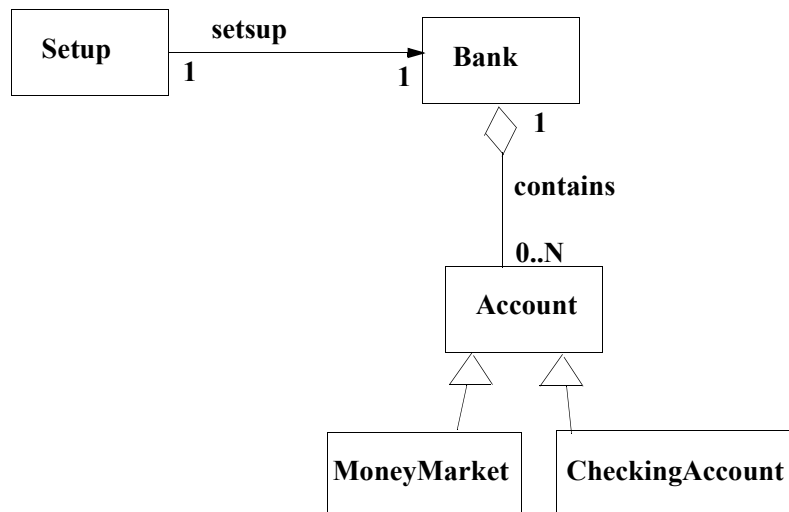 setsup
Setup
Bank
1
1
1
contains
0..N
Account
MoneyMarket
CheckingAccount